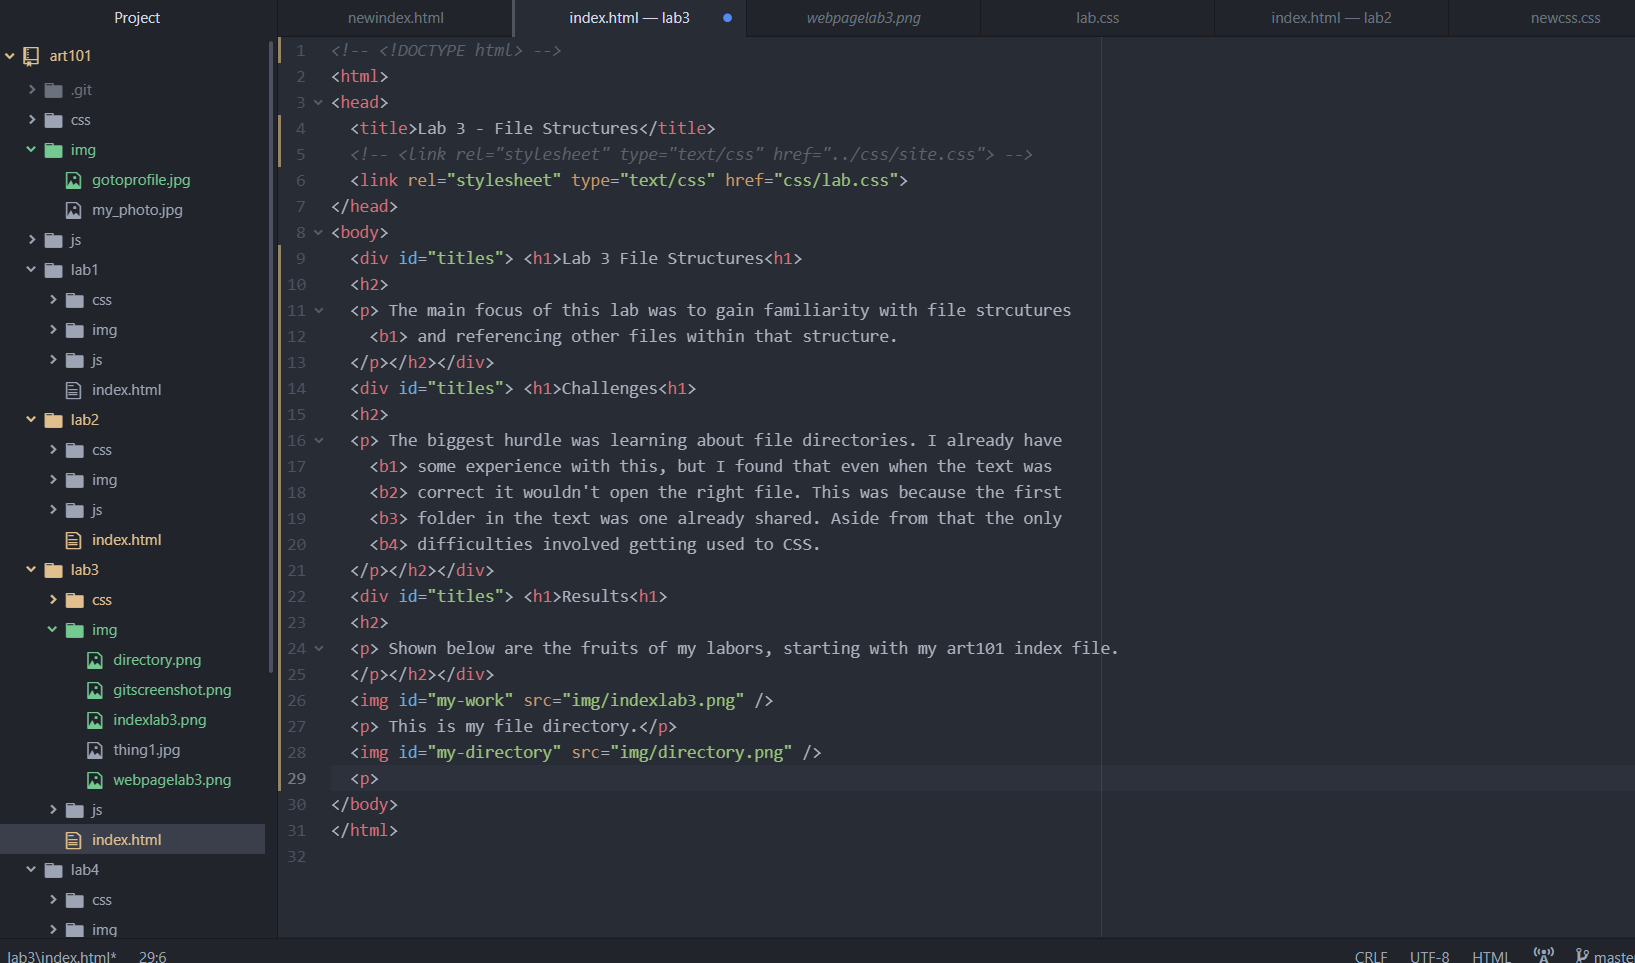 Project
newindex.html
index.html — lab3
webpagelab3.png
lab.css
index.html — lab2
newcss.css
art101
.git
css
img
gotoprofile.jpg
my_photo.jpg
js
lab1
css
img
js
index.html
lab2
css
img
js
index.html
lab3
css
img
directory.png
gitscreenshot.png
indexlab3.png
thing1.jpg
webpagelab3.png
js
index.html
lab4
css
img
1 <!-- <!DOCTYPE html> -->
2 <html>
3 <head>
4 <title>Lab 3 - File Structures</title>
5 <!-- <link rel="stylesheet" type="text/css" href="../css/site.css"> -->
6 <link rel="stylesheet" type="text/css" href="css/lab.css">
7 </head>
8 <body>
9 <div id="titles"> <h1>Lab 3 File Structures<h1>
10 <h2>
11 <p> The main focus of this lab was to gain familiarity with file strcutures
12 <b1> and referencing other files within that structure.
13 </p></h2></div>
14 <div id="titles"> <h1>Challenges<h1>
15 <h2>
16 <p> The biggest hurdle was learning about file directories. I already have
17 <b1> some experience with this, but I found that even when the text was
18 <b2> correct it wouldn't open the right file. This was because the first
19 <b3> folder in the text was one already shared. Aside from that the only
20 <b4> difficulties involved getting used to CSS.
21 </p></h2></div>
22 <div id="titles"> <h1>Results<h1>
23 <h2>
24 <p> Shown below are the fruits of my labors, starting with my art101 index file.
25 </p></h2></div>
26 <img id="my-work" src="img/indexlab3.png" />
27 <p> This is my file directory.</p>
28 <img id="my-directory" src="img/directory.png" />
29 <p>
30 </body>
31 </html>
32
lab3\index.html* 29:6 CRLF UTF-8 HTML master